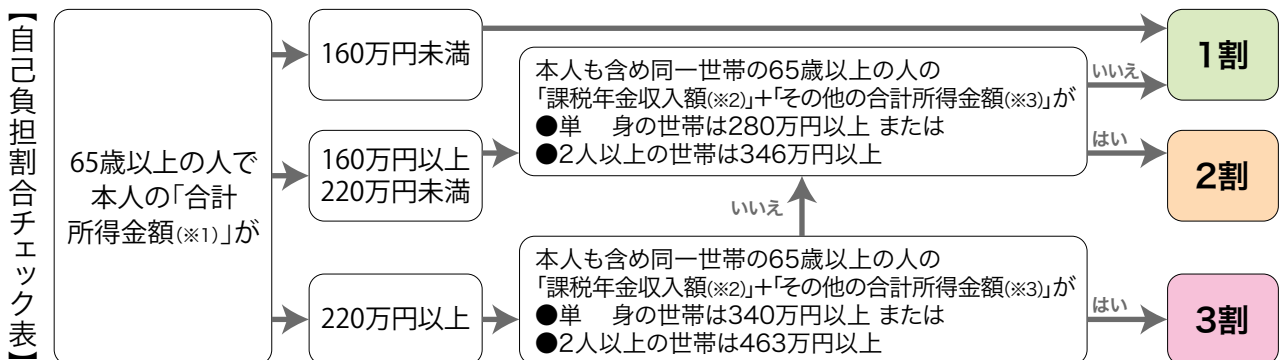 【自己負担割合チェック表】
65歳以上の人で
本人の「合計
所得金額(※1)」が
160万円未満
160万円以上
220万円未満
220万円以上
本人も含め同一世帯の65歳以上の人の
「課税年金収入額(※2)」+「その他の合計所得金額(※3)」が
●単　身の世帯は280万円以上 または
●2人以上の世帯は346万円以上
いいえ
はい
いいえ
本人も含め同一世帯の65歳以上の人の
「課税年金収入額(※2)」+「その他の合計所得金額(※3)」が
●単　身の世帯は340万円以上 または
●2人以上の世帯は463万円以上
はい
1割
2割
3割